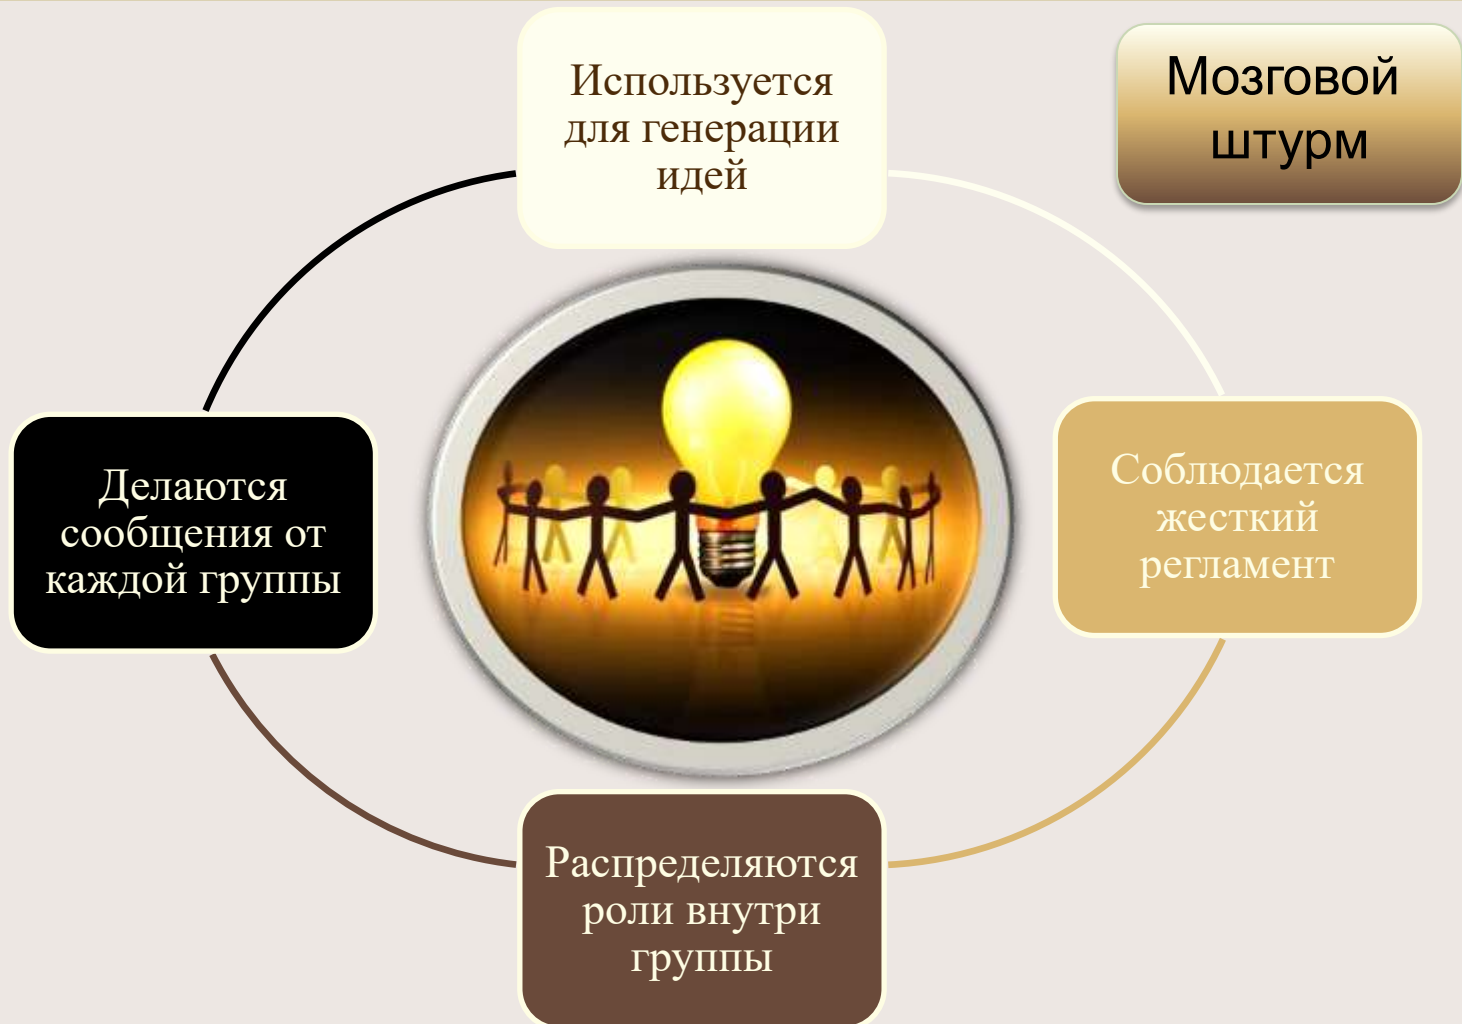 Используется
для генерации
идей
Мозговой
штурм
Соблюдается
жесткий
регламент
Распределяются
роли внутри
группы
Делаются
сообщения от
каждой группы